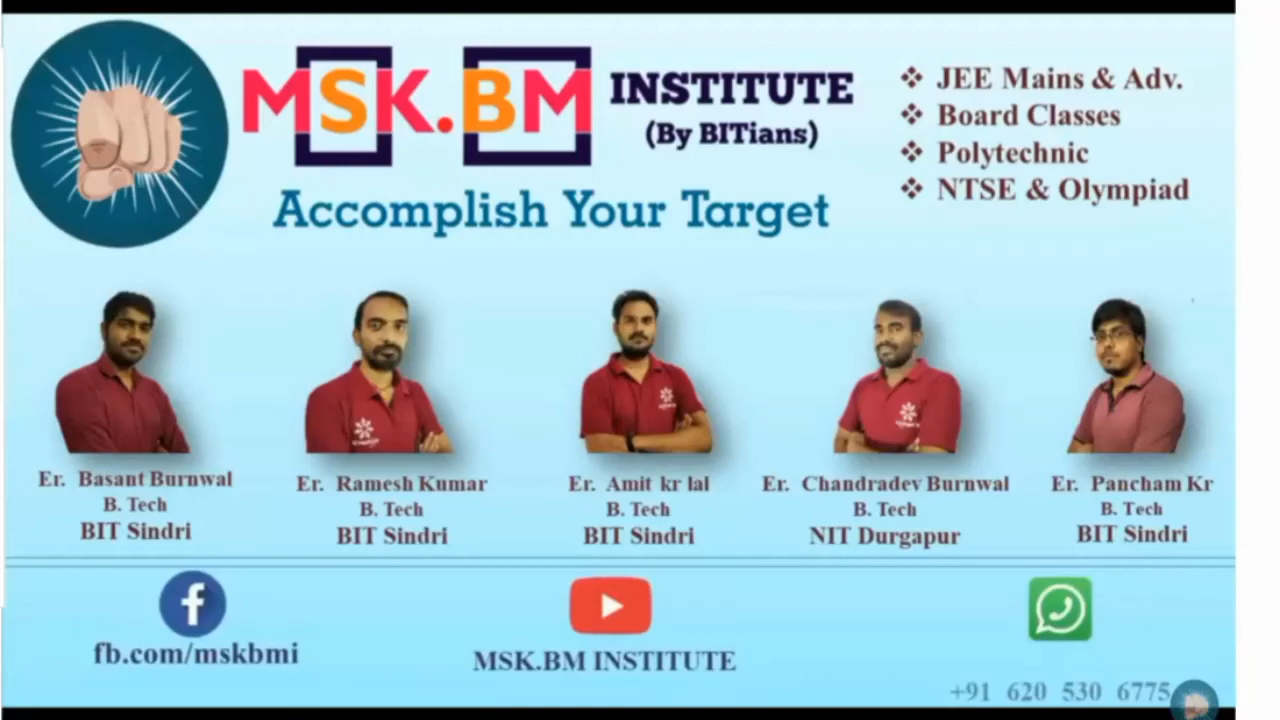 MSK.BM INSTITUTE
(By BITians)
Accomplish Your Target
❖ JEE Mains & Adv.
❖ Board Classes
❖ Polytechnic
❖ NTSE & Olympiad
Er. Basant Burnwal
B. Tech
BIT Sindri
Er. Ramesh Kumar
B. Tech
BIT Sindri
Er. Amit kr lal
B. Tech
BIT Sindri
Er. Chandradev Burnwal
B. Tech
NIT Durgapur
Er. Pancham Kr
B. Tech
BIT Sindri
fb.com/mskbmi
MSK.BM INSTITUTE
+91 620 530 6775